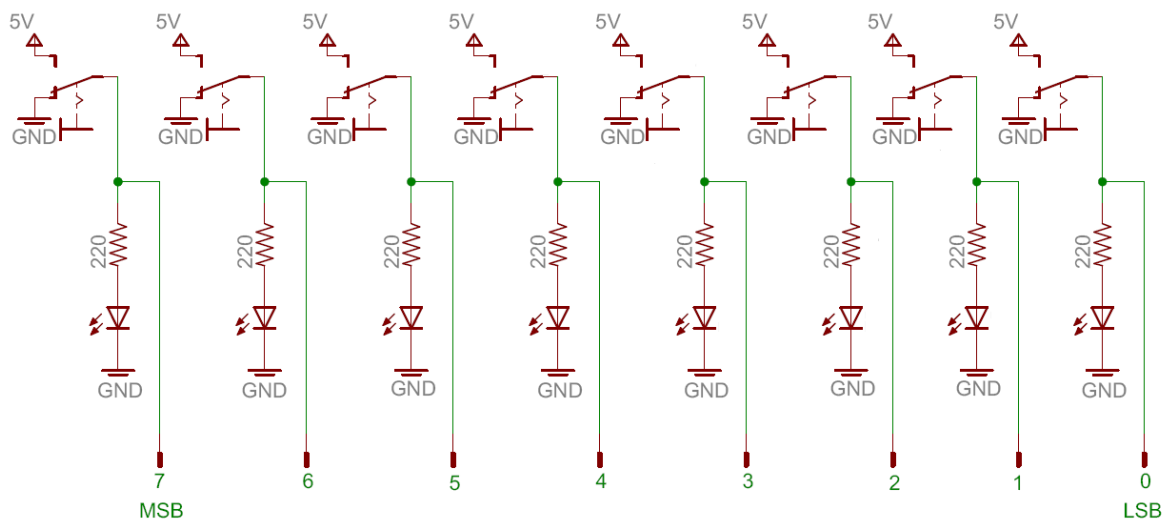 5V 5V 5V 5V 5V 5V 5V 5V
GND GND GND GND GND GND GND GND
220 220 220 220 220 220 220 220
GND GND GND GND GND GND GND GND
7 6 5 4 3 2 1 0
MSB LSB